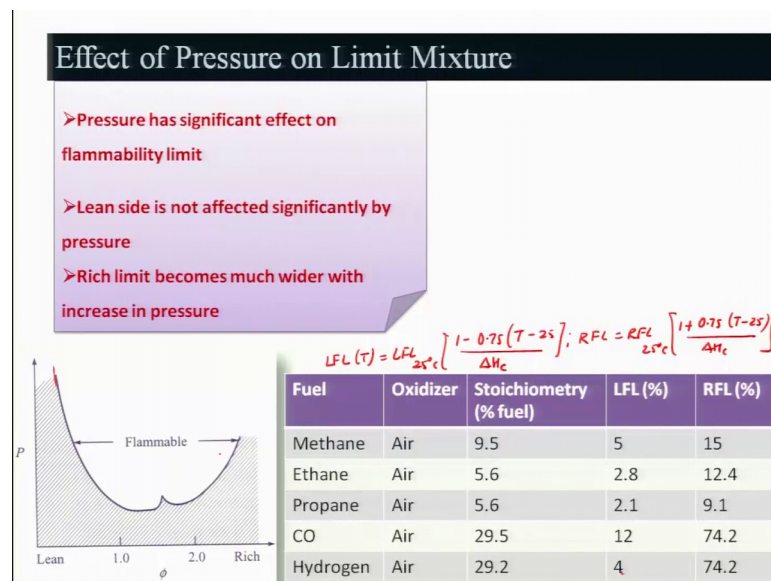 Effect of Pressure on Limit Mixture
➢Pressure has significant effect on
flammability limit
➢Lean side is not affected significantly by
pressure
➢Rich limit becomes much wider with
increase in pressure
LFL (T) = LFL 25°C [1 - 0.75 (T - 25) / ΔHc]; RFL = RFL 25°C [1 + 0.75 (T-25) / ΔHc]
P
Flammable
Lean 1.0 2.0 Rich
ϕ
Fuel Oxidizer Stoichiometry (% fuel) LFL (%) RFL (%)
Methane Air 9.5 5 15
Ethane Air 5.6 2.8 12.4
Propane Air 5.6 2.1 9.1
CO Air 29.5 12 74.2
Hydrogen Air 29.2 4 74.2